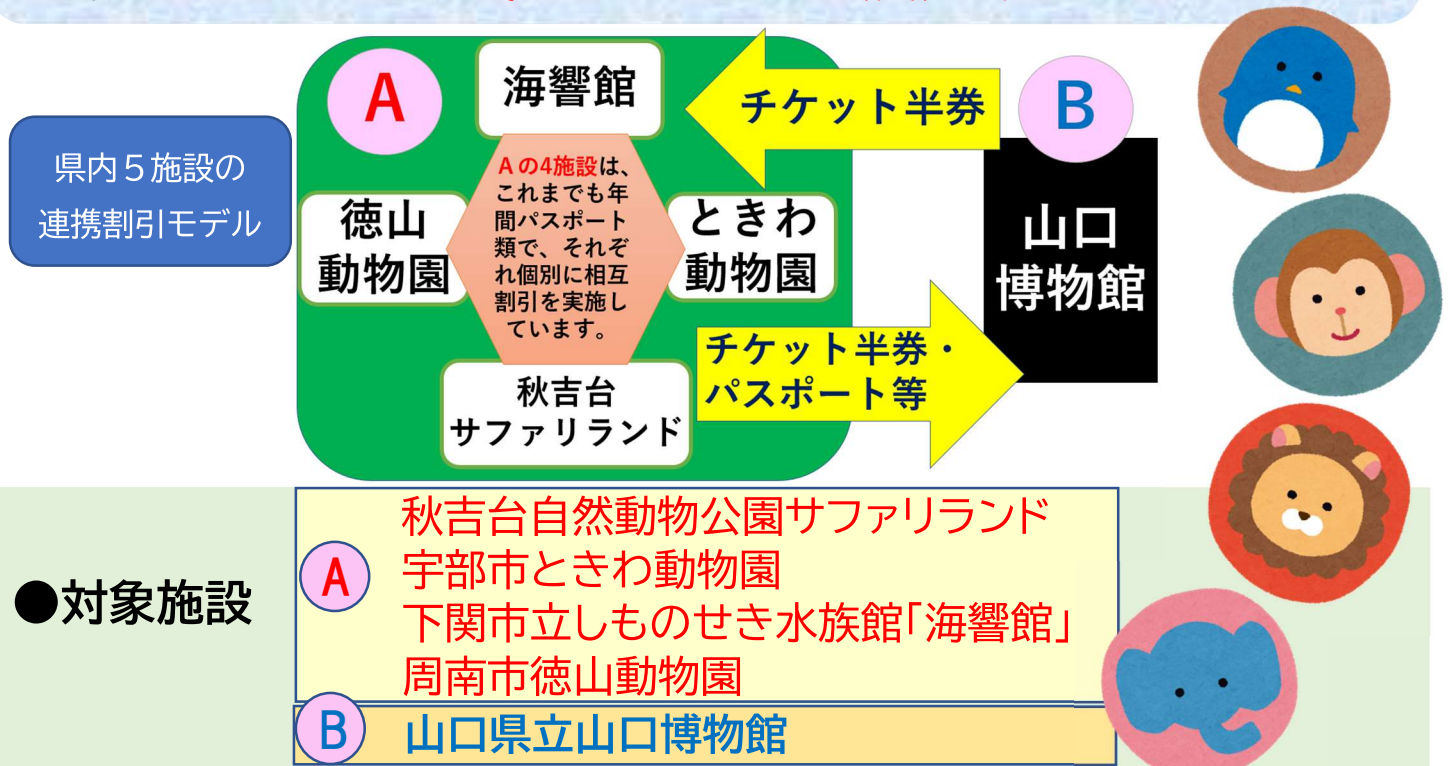 県内５施設の
連携割引モデル
A
海響館
チケット半券
B
徳山
動物園
Aの4施設は、
これまでも年
間パスポート
類で、それぞ
れ個別に相互
割引を実施し
ています。
ときわ
動物園
山口
博物館
秋吉台
サファリランド
チケット半券・
パスポート等
●対象施設
A
秋吉台自然動物公園サファリランド
宇部市ときわ動物園
下関市立しものせき水族館「海響館」
周南市徳山動物園
B
山口県立山口博物館